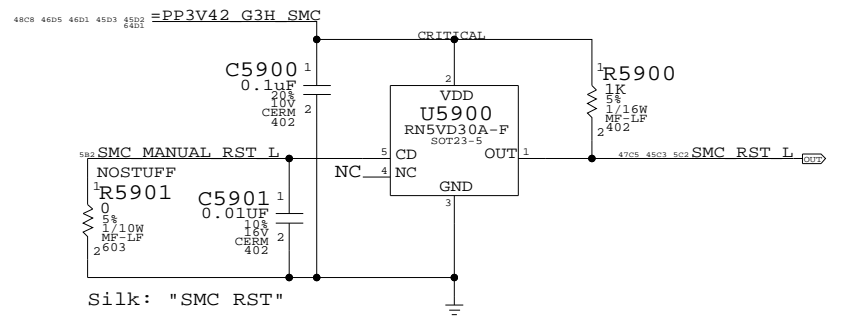 48C8 46D5 46D1 45D3 45D2 =PP3V42_G3H_SMC
64D1
CRITICAL
C5900 1
0.1uF
20%
10V
CERM 2
402
2
VDD
U5900
RN5VD30A-F
SOT23-5
1
R5900
1K
5%
1/16W
MF-LF
2 402
5B2 SMC_MANUAL_RST_L
5 CD
OUT 1
47C5 45C3 5C2 SMC_RST_L OUT
NC 4 NC
GND
3
NOSTUFF
1
R5901
0
5%
1/10W
MF-LF
2 603
C5901 1
0.01UF
10%
16V
CERM 2
402
Silk: "SMC RST"